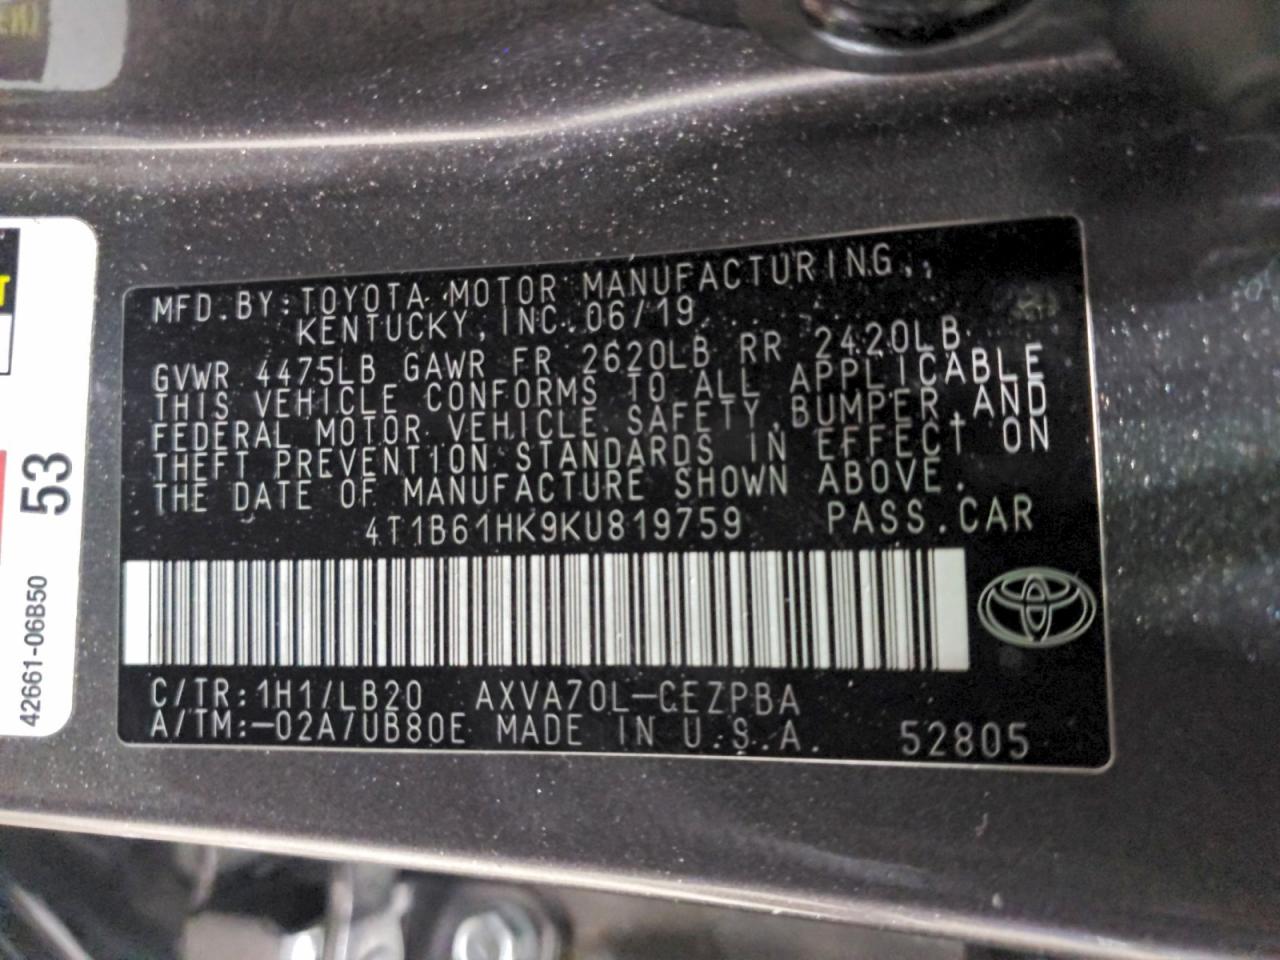 MFD. BY: TOYOTA MOTOR MANUFACTURING,
KENTUCKY, INC. 06/19
GVWR 4475LB GAWR FR 2620LB RR 2420LB
THIS VEHICLE CONFORMS TO ALL APPLICABLE
FEDERAL MOTOR VEHICLE SAFETY, BUMPER, AND
THEFT PREVENTION STANDARDS IN EFFECT ON
THE DATE OF MANUFACTURE SHOWN ABOVE.
4T1B61HK9KU819759 PASS.CAR
C/TR: 1H1/LB20 AXVA70L-CEZPBA
A/TM:-02A/UB80E MADE IN U.S.A. 52805
53
42661-06B50